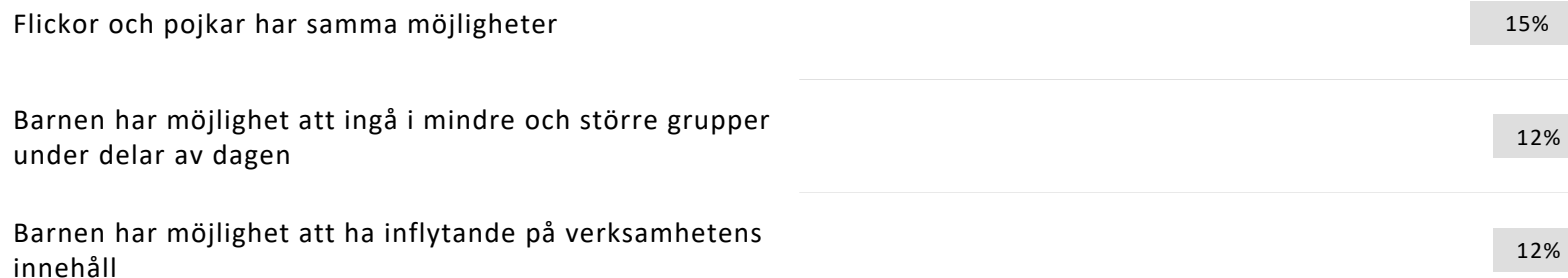 Flickor och pojkar har samma möjligheter 15%
Barnen har möjlighet att ingå i mindre och större grupper
under delar av dagen
12%
Barnen har möjlighet att ha inflytande på verksamhetens
innehåll
12%